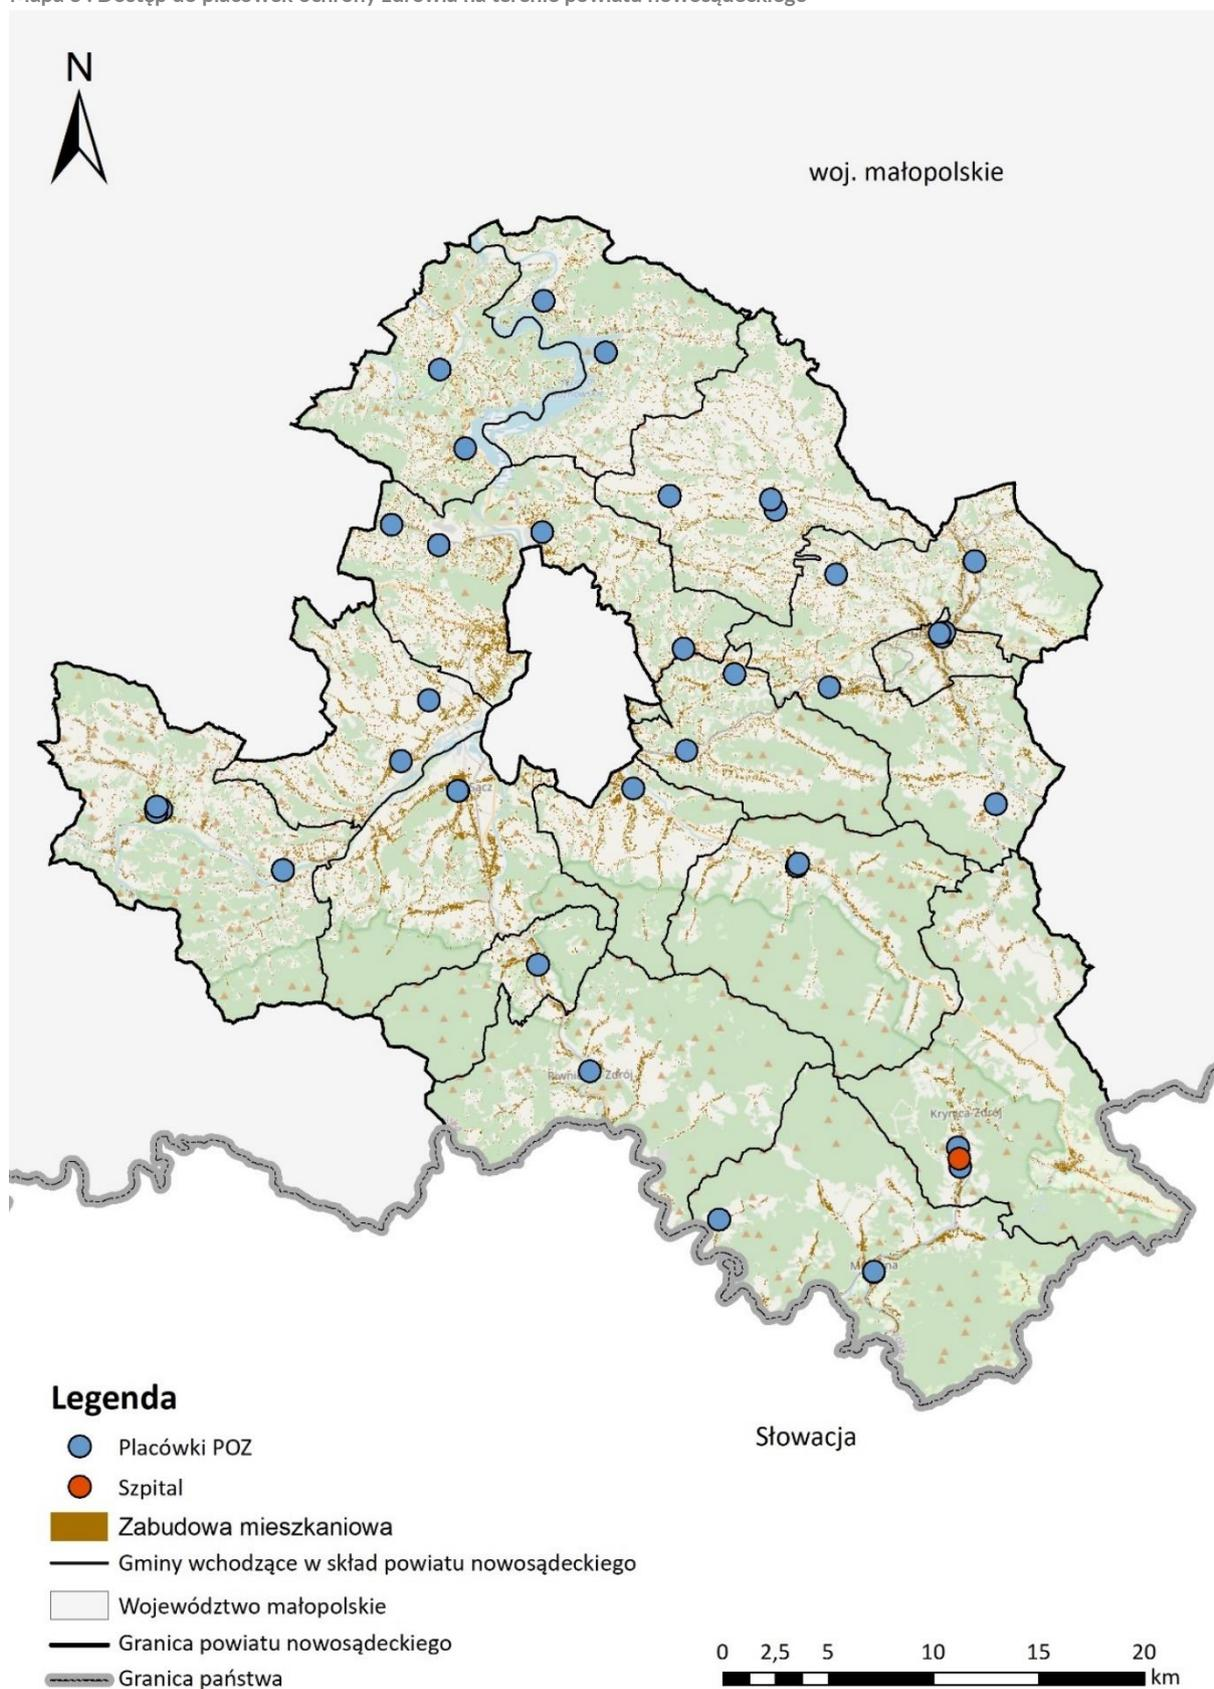 N
woj. małopolskie
Zdrój
Krynica-Zdrój
Słowacja
Legenda
Placówki POZ
Szpital
Zabudowa mieszkaniowa
Gminy wchodzące w skład powiatu nowosądeckiego
Województwo małopolskie
Granica powiatu nowosądeckiego
Granica państwa
0 2,5 5 10 15 20
km